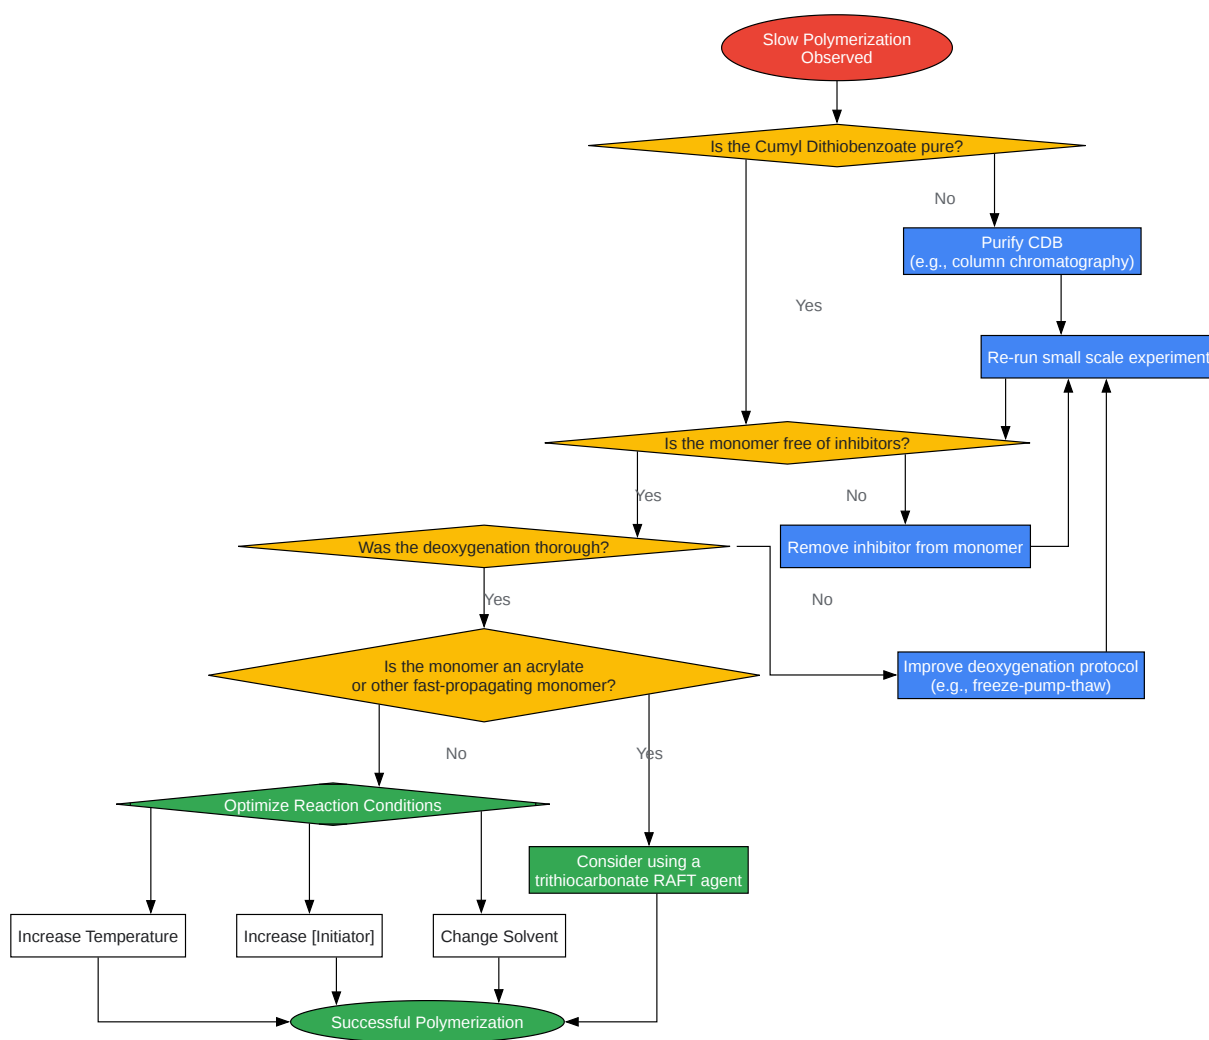 Slow Polymerization
Observed
Is the Cumyl Dithiobenzoate pure?
No
Purify CDB
(e.g., column chromatography)
Yes
Re-run small scale experiment
Is the monomer free of inhibitors?
Yes
No
Was the deoxygenation thorough?
Remove inhibitor from monomer
Yes
No
Is the monomer an acrylate
or other fast-propagating monomer?
Improve deoxygenation protocol
(e.g., freeze-pump-thaw)
No
Yes
Optimize Reaction Conditions
Consider using a
trithiocarbonate RAFT agent
Increase Temperature
Increase [Initiator]
Change Solvent
Successful Polymerization